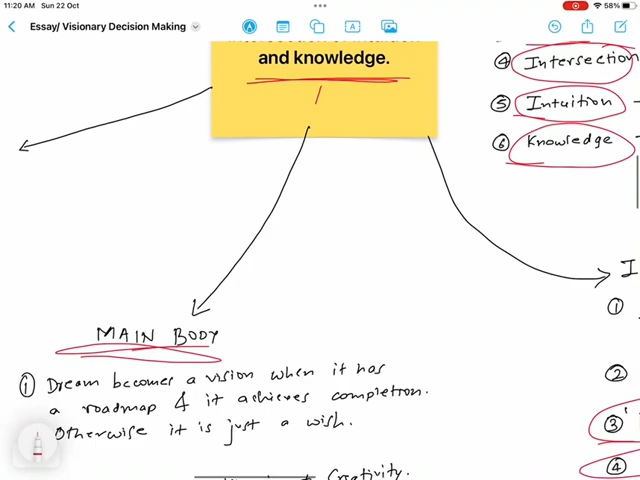 11:20 AM Sun 22 Oct
58%
Essay/ Visionary Decision Making
and knowledge.
④ Intersection
⑤ Intuition
⑥ Knowledge
I
①
②
③
④
MAIN BODY
① Dream becomes a vision when it has
a roadmap & it achieves completion.
Otherwise it is just a wish.
Creativity.